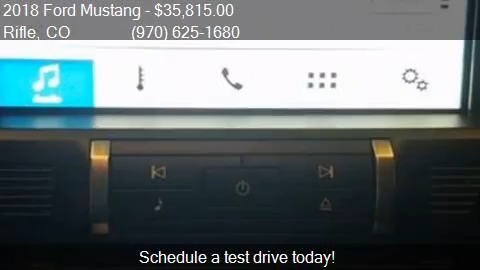 2018 Ford Mustang - $35,815.00
Rifle, CO (970) 625-1680
Schedule a test drive today!